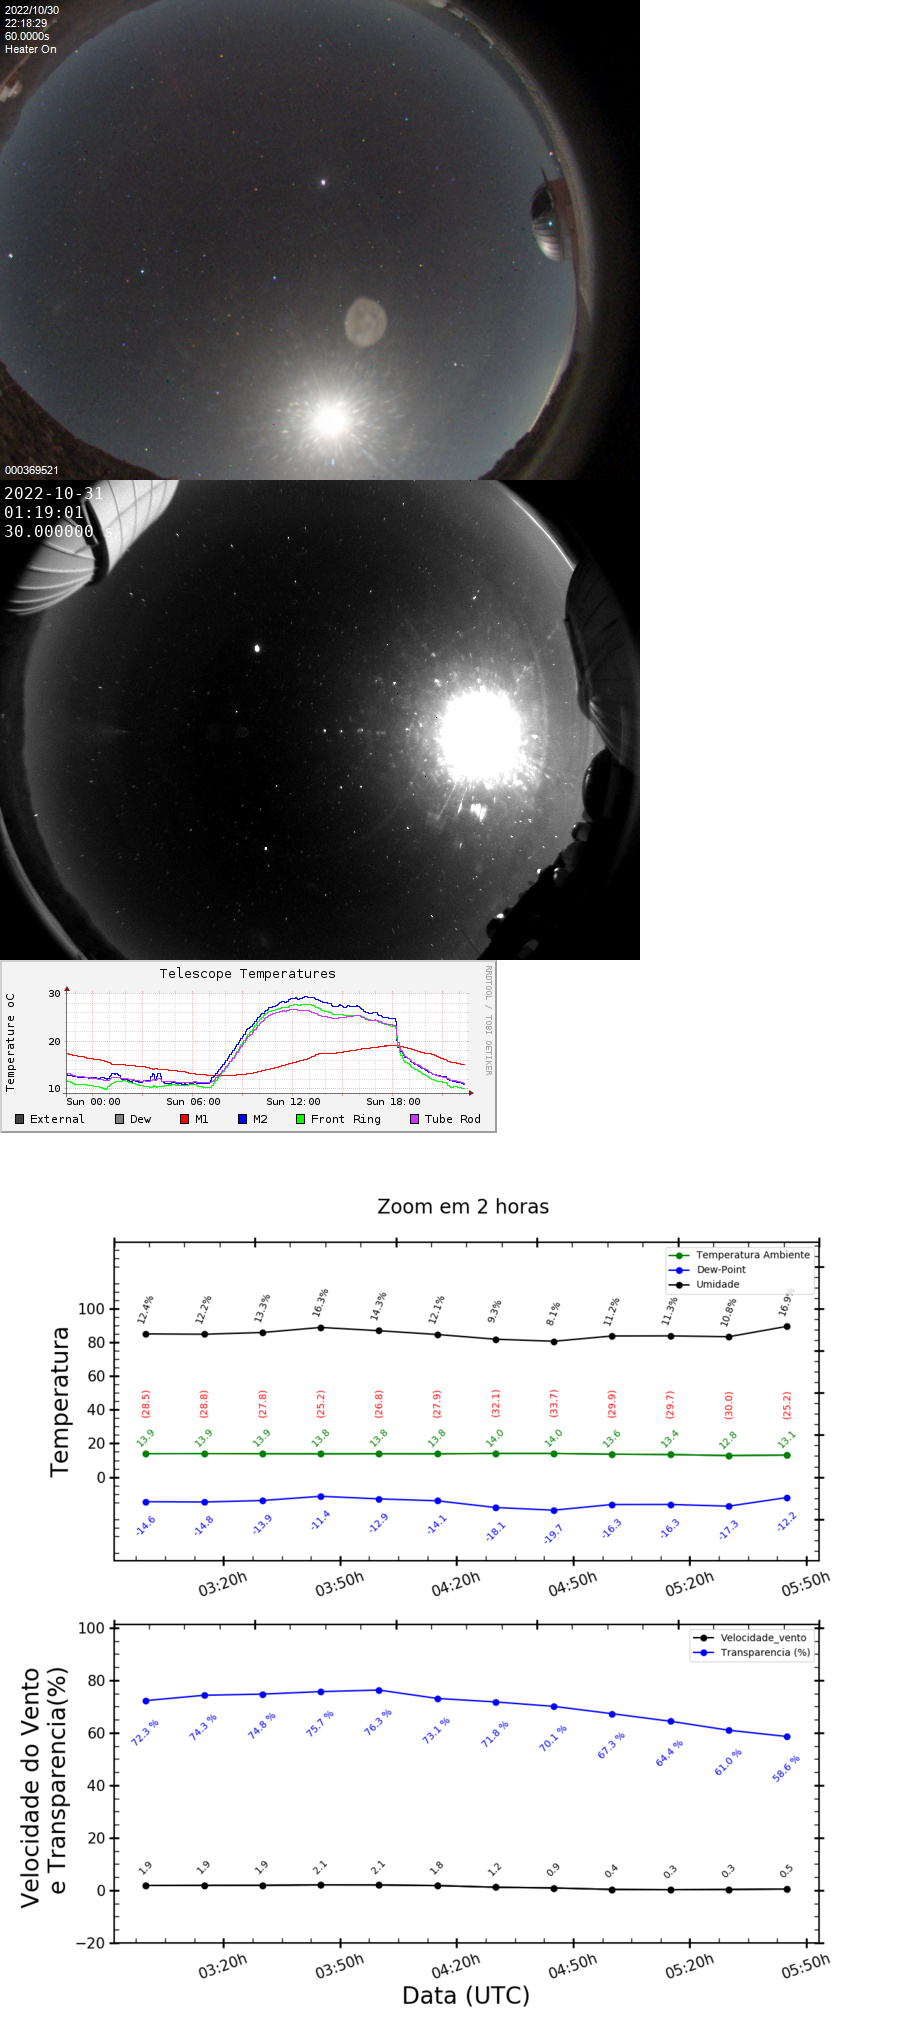 2022/10/30
22:18:29
60.0000s
Heater On
000369521
2022-10-31
01:19:01
30.000000 s
Telescope Temperatures
Temperature oC
30
20
10
Sun 00:00 Sun 06:00 Sun 12:00 Sun 18:00
External Dew M1 M2 Front Ring Tube Rod
RRDTOOL / TOBI OETIKER
Zoom em 2 horas
Temperatura Ambiente
Dew-Point
Umidade
Temperatura
100
80
60
40
20
0
12.4% 12.2% 13.3% 16.3% 14.3% 12.1% 9.3% 8.1% 11.2% 11.3% 10.8% 16.9%
(28.5) (28.8) (27.8) (25.2) (26.8) (27.9) (32.1) (33.7) (29.9) (29.7) (30.0) (25.2)
13.9 13.9 13.9 13.8 13.8 13.8 14.0 14.0 13.6 13.4 12.8 13.1
-14.6 -14.8 -13.9 -11.4 -12.9 -14.1 -18.1 -19.7 -16.3 -16.3 -17.3 -12.2
03:20h 03:50h 04:20h 04:50h 05:20h 05:50h
Velocidade_vento
Transparencia (%)
Velocidade do Vento
e Transparencia(%)
100
80
60
40
20
0
−20
72.3 % 74.3 % 74.8 % 75.7 % 76.3 % 73.1 % 71.8 % 70.1 % 67.3 % 64.4 % 61.0 % 58.6 %
1.9 1.9 1.9 2.1 2.1 1.8 1.2 0.9 0.4 0.3 0.3 0.5
03:20h 03:50h 04:20h 04:50h 05:20h 05:50h
Data (UTC)